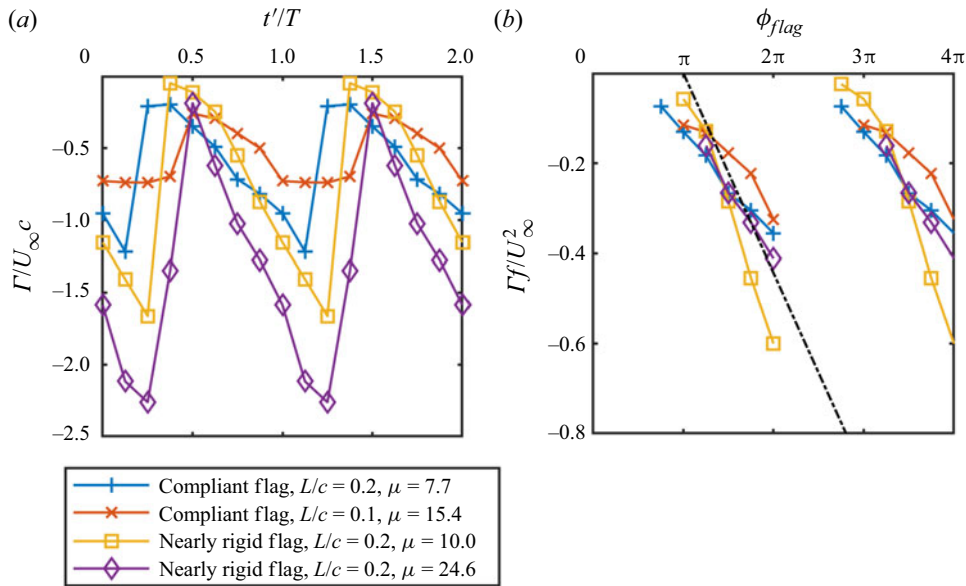 (a)
t′/T
0 0.5 1.0 1.5 2.0
−0.5
−1.0
−1.5
−2.0
−2.5
Γ/U∞c
(b)
ϕflag
0 π 2π 3π 4π
−0.2
−0.4
−0.6
−0.8
Γf/U∞²
Compliant flag, L/c = 0.2, μ = 7.7
Compliant flag, L/c = 0.1, μ = 15.4
Nearly rigid flag, L/c = 0.2, μ = 10.0
Nearly rigid flag, L/c = 0.2, μ = 24.6